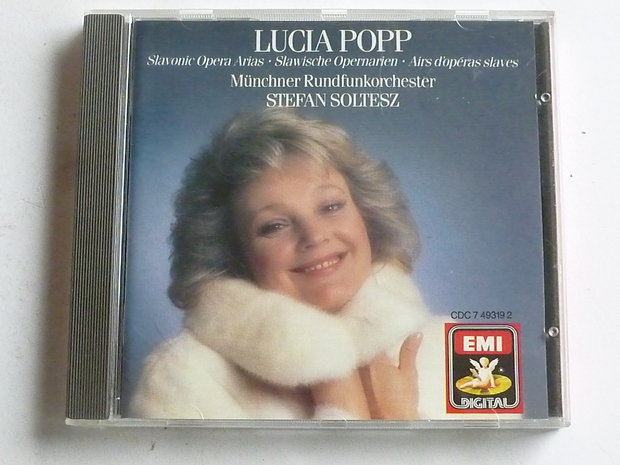 LUCIA POPP
Slavonic Opera Arias · Slawische Opernarien · Airs d'opéras slaves
Münchner Rundfunkorchester
STEFAN SOLTESZ
CDC 7 49319 2
EMI
DIGITAL